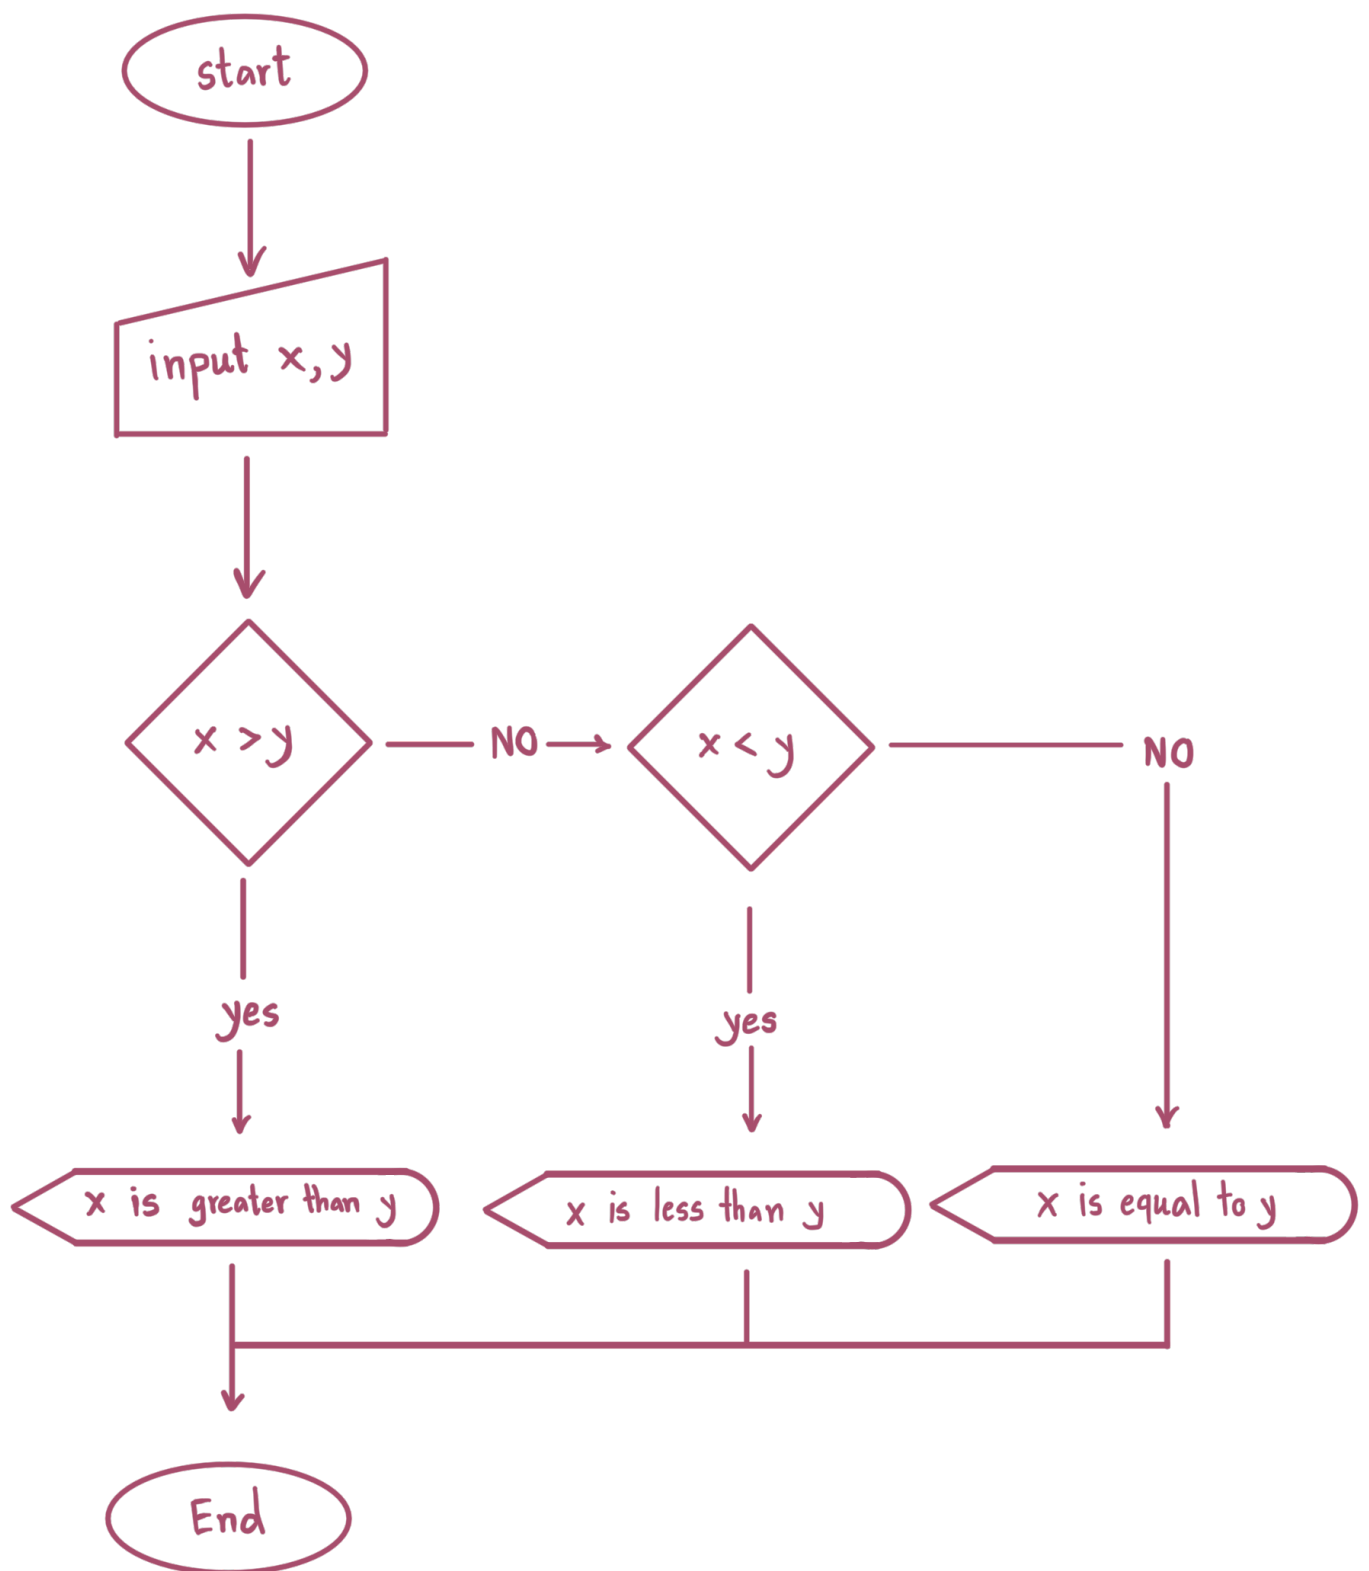 start
input x, y
x > y
NO
x < y
NO
yes
yes
x is greater than y
x is less than y
x is equal to y
End